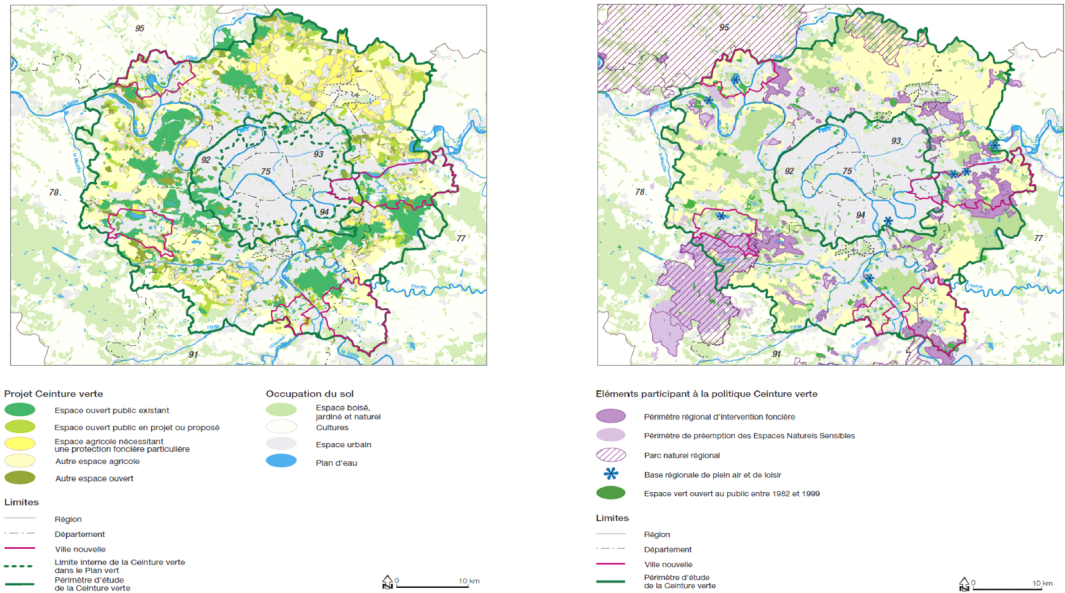 95
92
93
75
94
78
77
91
Projet Ceinture verte
Espace ouvert public existant
Espace ouvert public en projet ou proposé
Espace agricole nécessitant
une protection foncière particulière
Autre espace agricole
Autre espace ouvert
Limites
Région
Département
Ville nouvelle
Limite interne de la Ceinture verte
dans le Plan vert
Périmètre d'étude
de la Ceinture verte
Occupation du sol
Espace boisé,
jardiné et naturel
Cultures
Espace urbain
Plan d'eau
0 10 km
95
93
92
75
94
78
77
91
Eléments participant à la politique Ceinture verte
Périmètre régional d'intervention foncière
Périmètre de préemption des Espaces Naturels Sensibles
Parc naturel régional
Base régionale de plein air et de loisir
Espace vert ouvert au public entre 1982 et 1999
Limites
Région
Département
Ville nouvelle
Périmètre d'étude
de la Ceinture verte
0 10 km